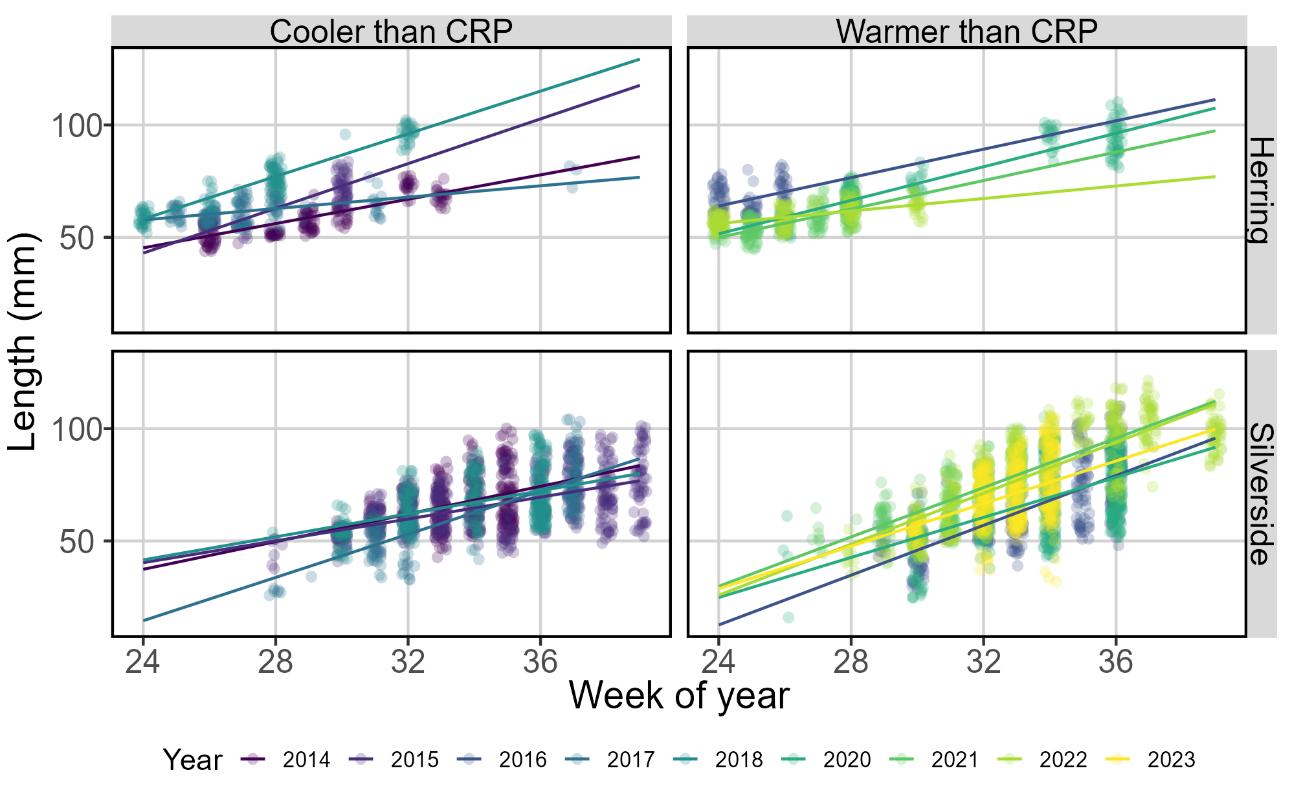 Cooler than CRP
Warmer than CRP
Length (mm)
100
50
Herring
100
50
Silverside
24 28 32 36
24 28 32 36
Week of year
Year 2014 2015 2016 2017 2018 2020 2021 2022 2023